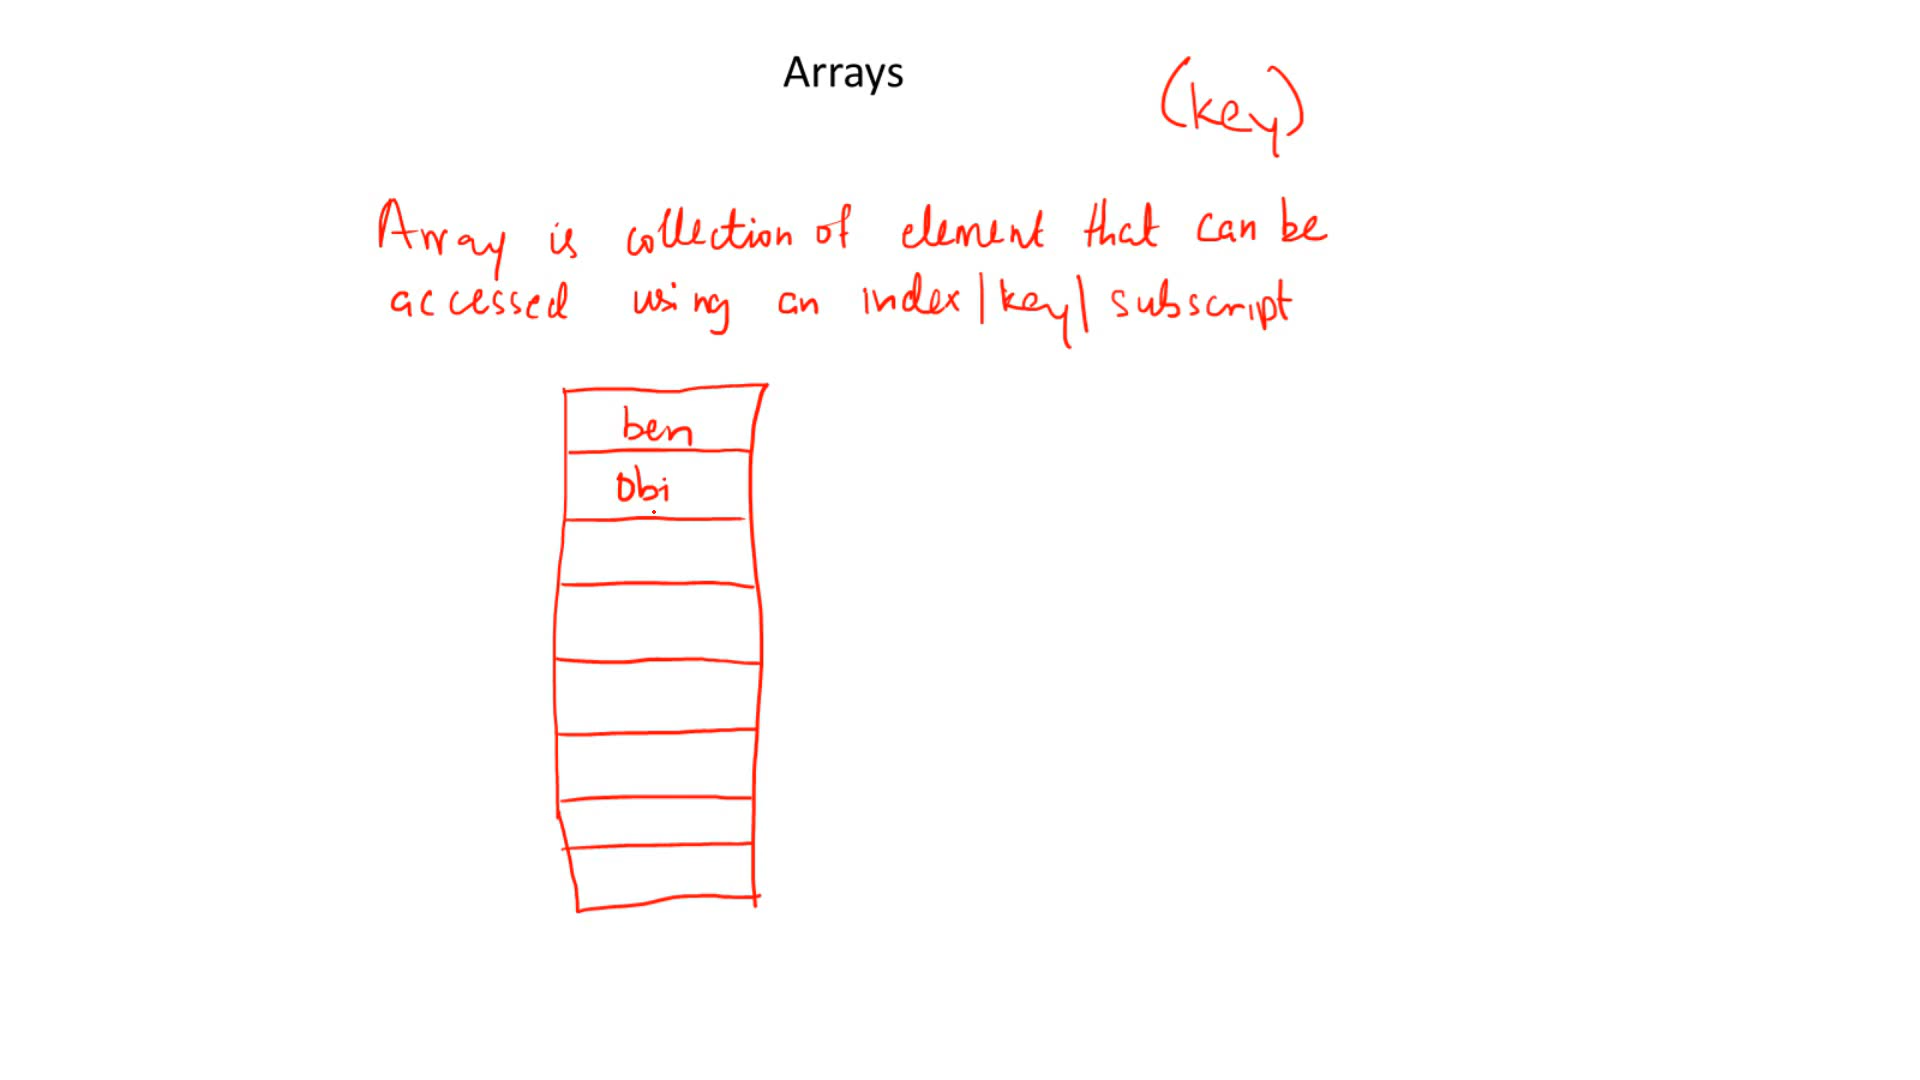 Arrays
(key)
Array is collection of element that can be
accessed using an index|key|subscript
ben
Obi